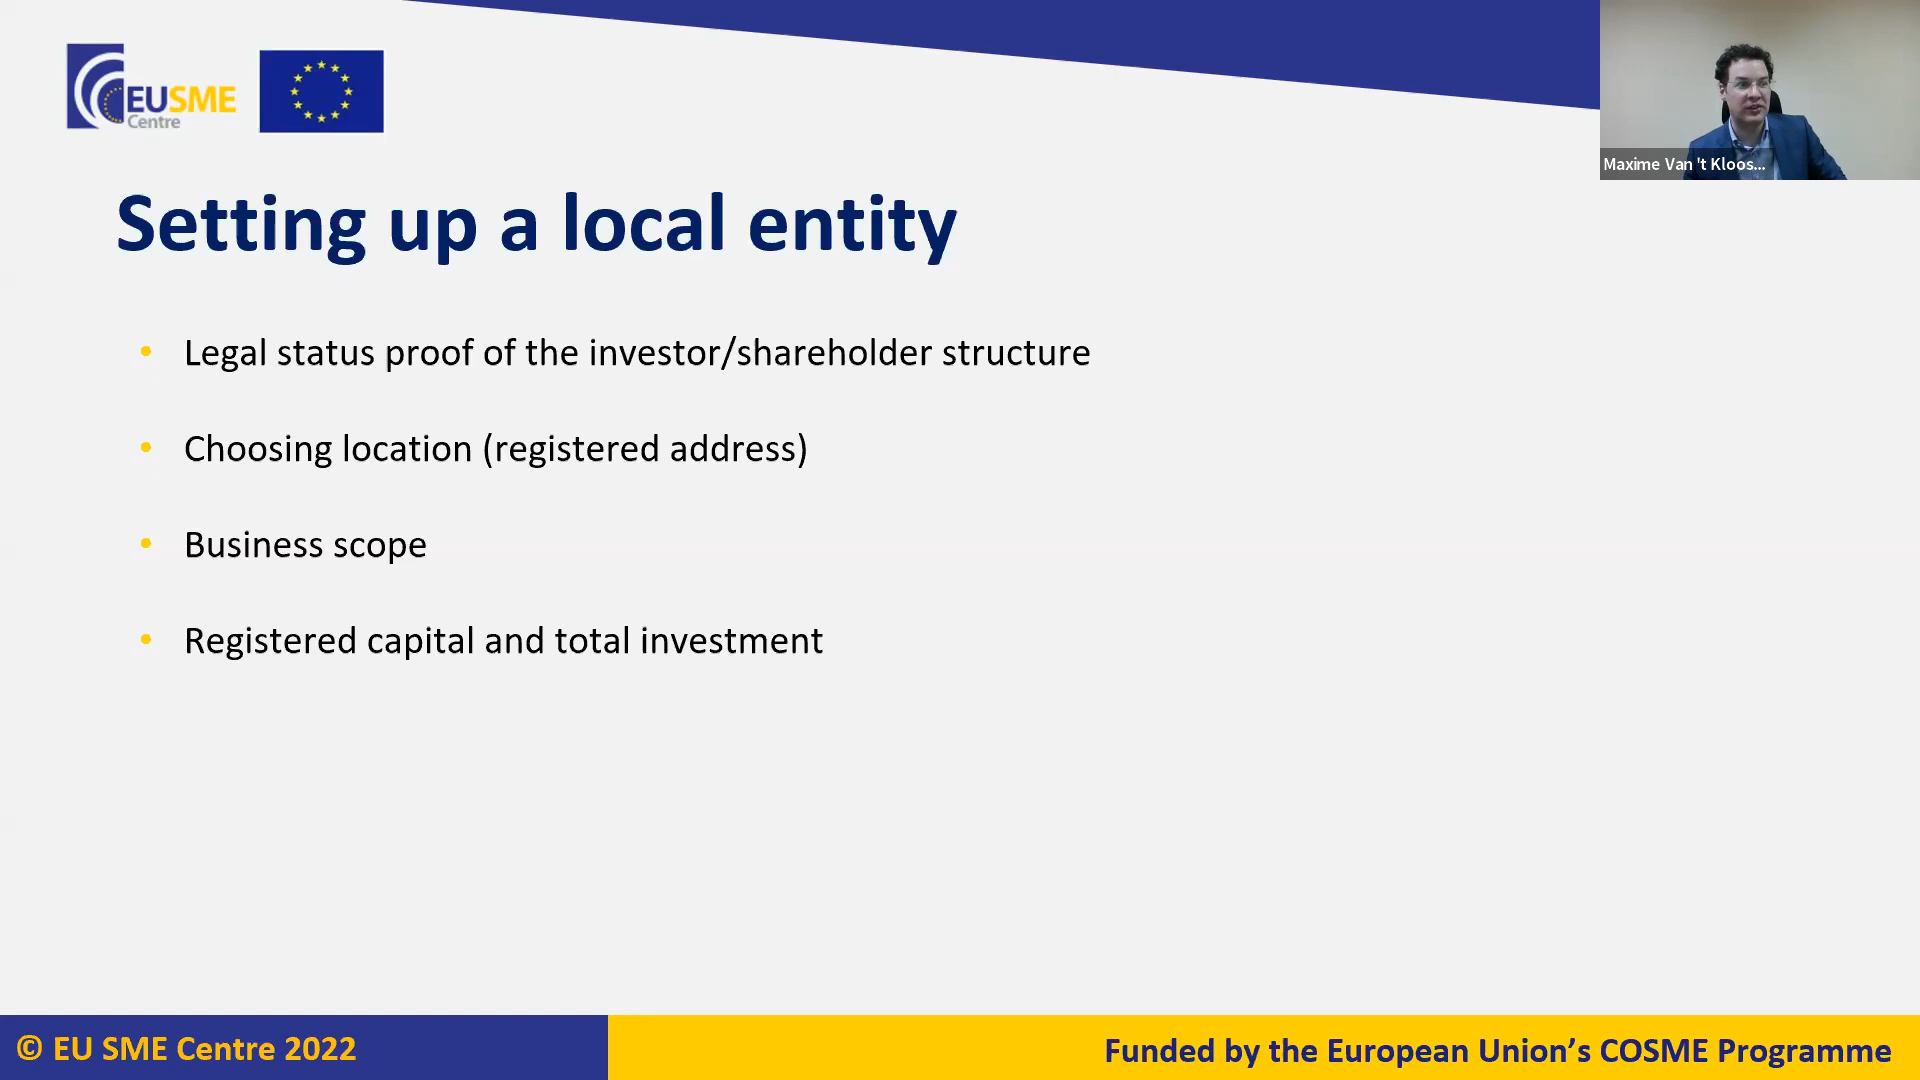 EUSME
Centre
Maxime Van 't Kloos...
Setting up a local entity
• Legal status proof of the investor/shareholder structure
• Choosing location (registered address)
• Business scope
• Registered capital and total investment
© EU SME Centre 2022
Funded by the European Union’s COSME Programme